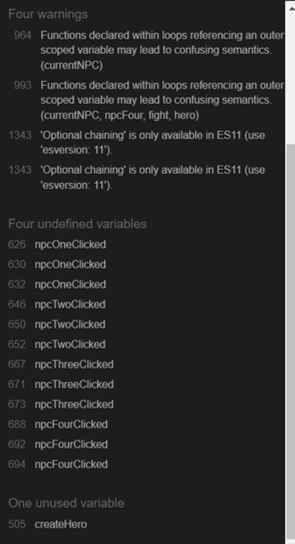 Four warnings
964 Functions declared within loops referencing an outer
scoped variable may lead to confusing semantics.
(currentNPC)
993 Functions declared within loops referencing an outer
scoped variable may lead to confusing semantics.
(currentNPC, npcFour, fight, hero)
1343 'Optional chaining' is only available in ES11 (use
'esversion: 11').
1343 'Optional chaining' is only available in ES11 (use
'esversion: 11').
Four undefined variables
626 npcOneClicked
630 npcOneClicked
632 npcOneClicked
646 npcTwoClicked
650 npcTwoClicked
652 npcTwoClicked
667 npcThreeClicked
671 npcThreeClicked
673 npcThreeClicked
688 npcFourClicked
692 npcFourClicked
694 npcFourClicked
One unused variable
505 createHero